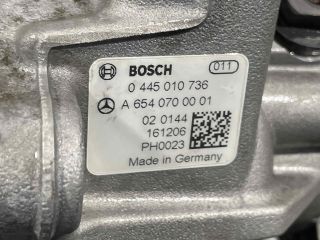 BOSCH 011
0 445 010 736
A 654 070 00 01
02 0144
161206
PH0023
Made in Germany